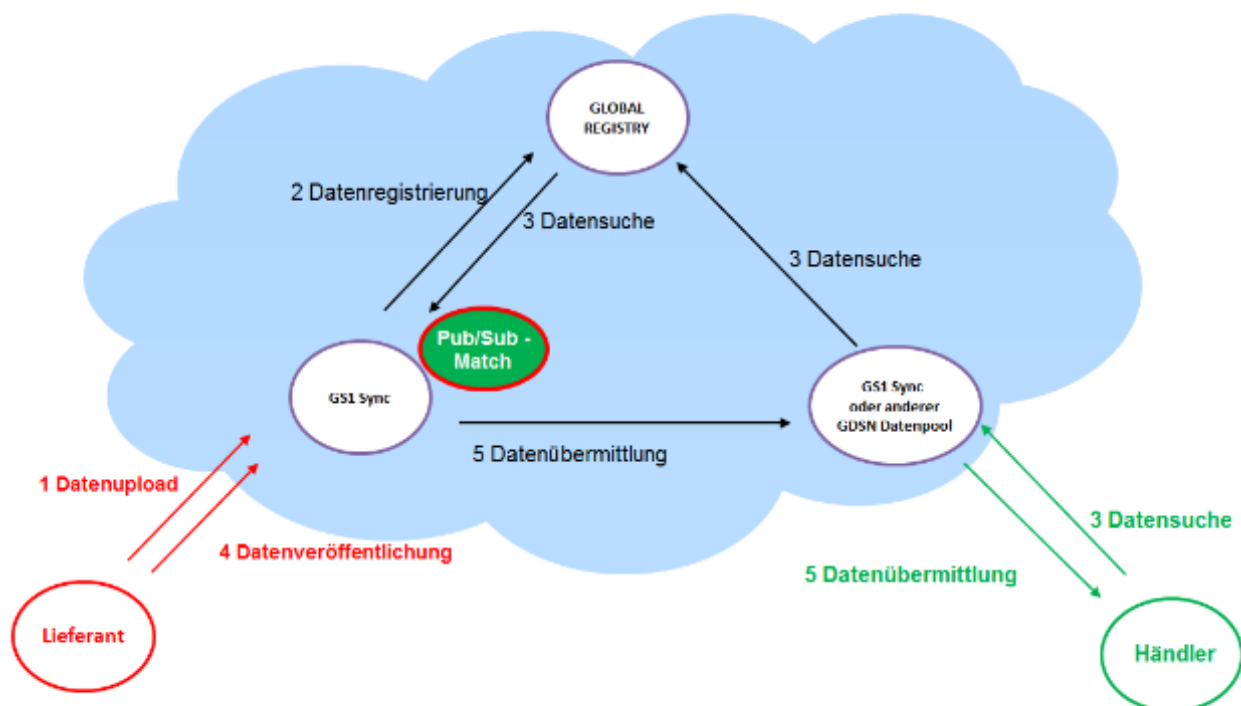 GLOBAL
REGISTRY
2 Datenregistrierung
3 Datensuche
3 Datensuche
Pub/Sub -
Match
GS1 Sync
GS1 Sync
oder anderer
GDSN Datenpool
5 Datenübermittlung
1 Datenupload
4 Datenveröffentlichung
3 Datensuche
5 Datenübermittlung
Lieferant
Händler